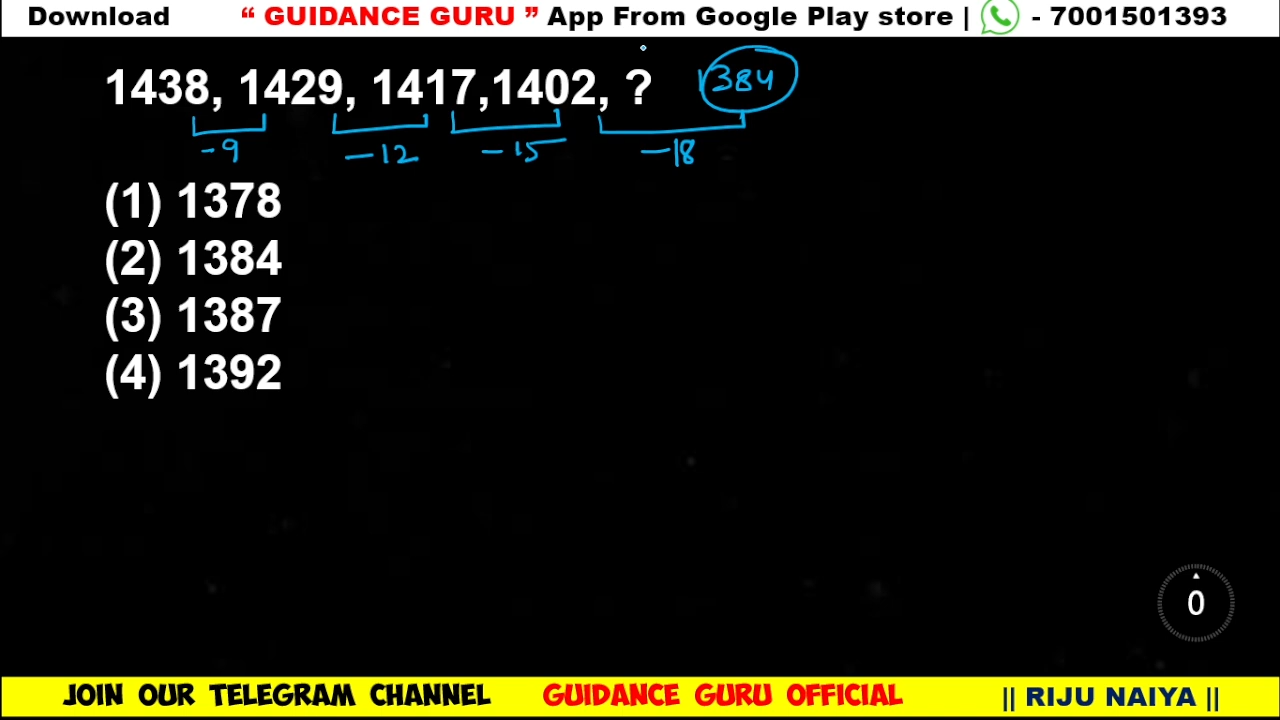 Download “ GUIDANCE GURU ” App From Google Play store | - 7001501393
1438, 1429, 1417,1402, ? 1384
-9 -12 -15 -18
(1) 1378
(2) 1384
(3) 1387
(4) 1392
0
JOIN OUR TELEGRAM CHANNEL GUIDANCE GURU OFFICIAL || RIJU NAIYA ||